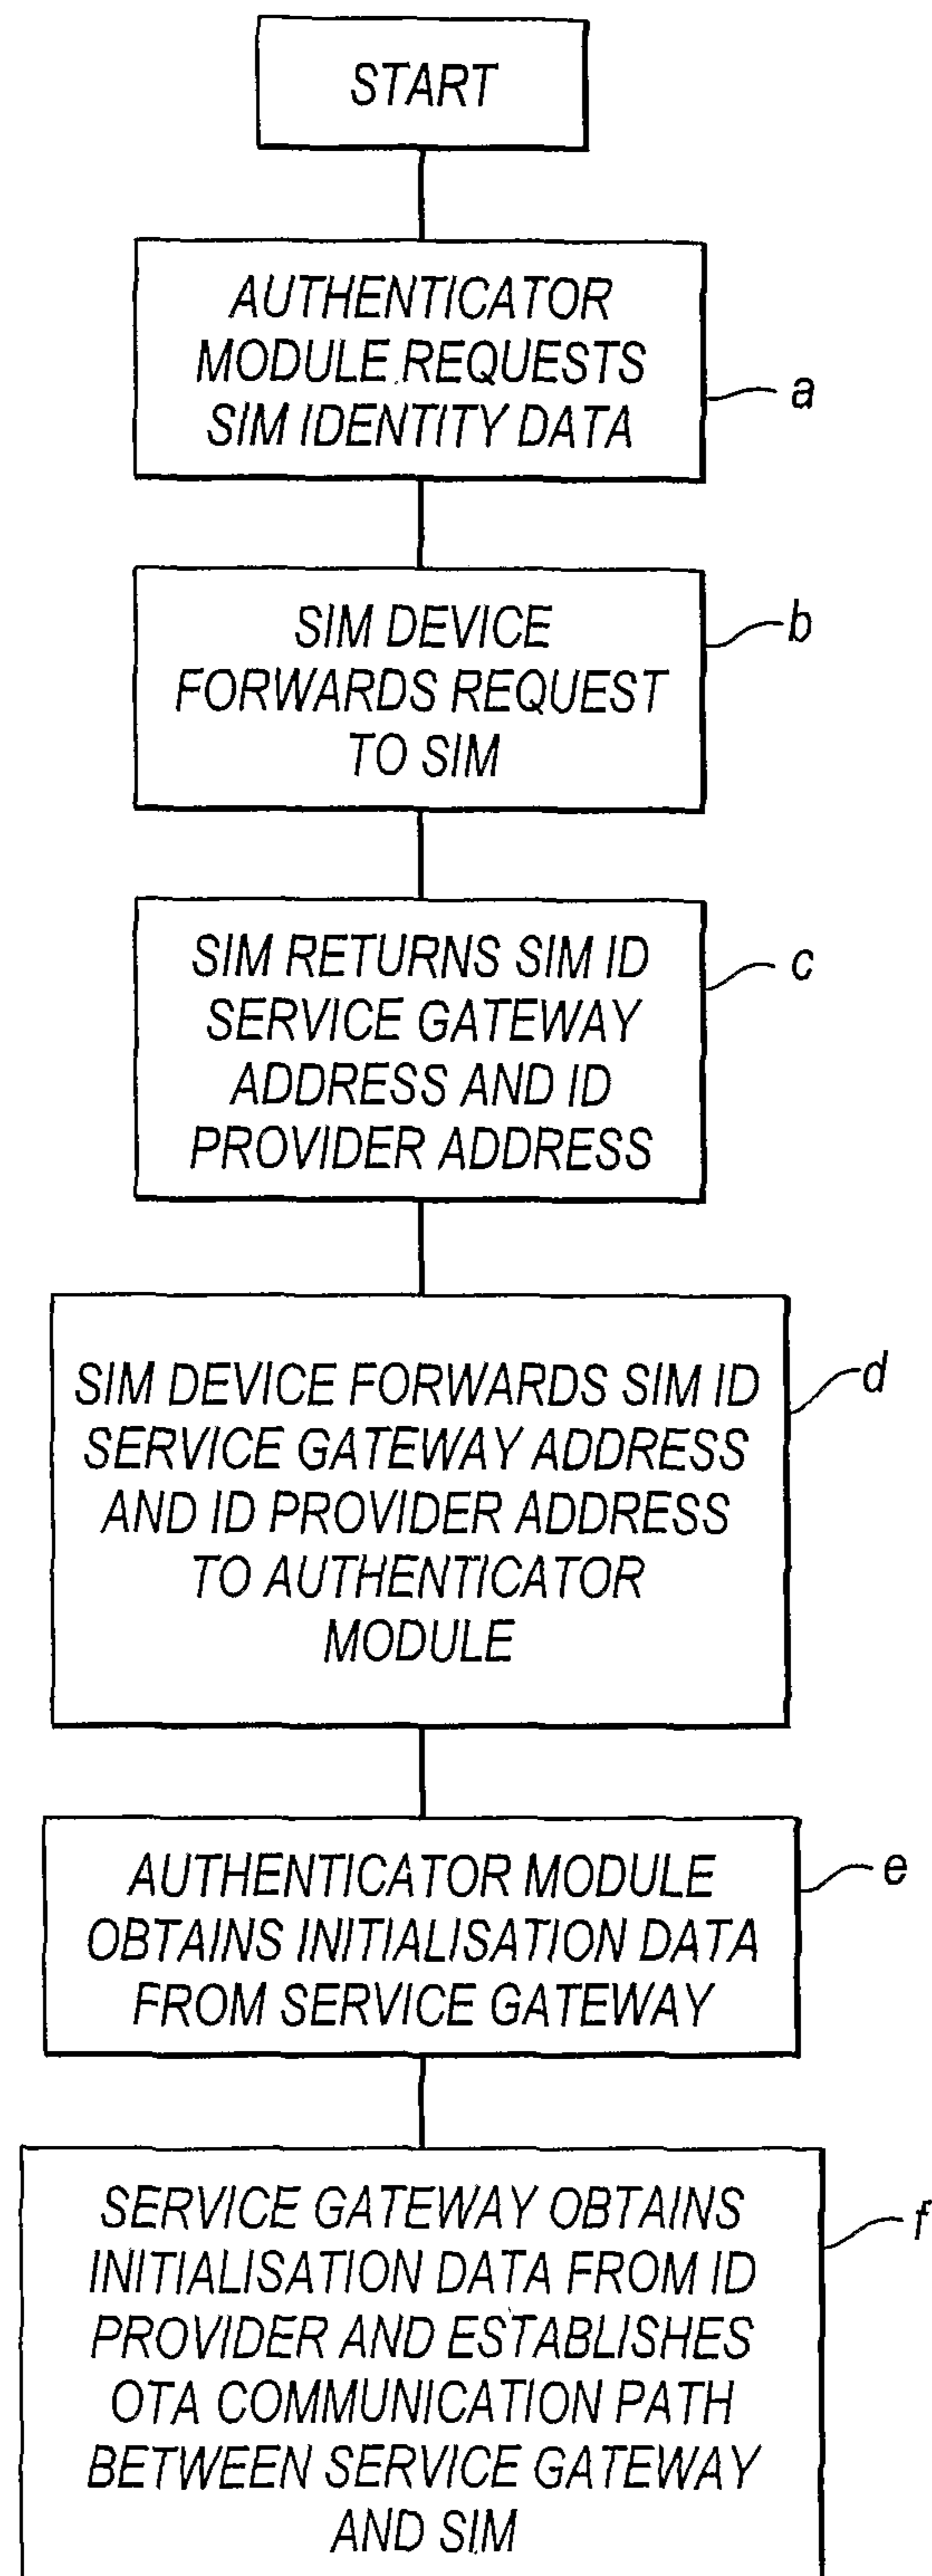 START
AUTHENTICATOR
MODULE REQUESTS
SIM IDENTITY DATA
a
SIM DEVICE
FORWARDS REQUEST
TO SIM
b
SIM RETURNS SIM ID
SERVICE GATEWAY
ADDRESS AND ID
PROVIDER ADDRESS
c
SIM DEVICE FORWARDS SIM ID
SERVICE GATEWAY ADDRESS
AND ID PROVIDER ADDRESS
TO AUTHENTICATOR
MODULE
d
AUTHENTICATOR MODULE
OBTAINS INITIALISATION DATA
FROM SERVICE GATEWAY
e
SERVICE GATEWAY OBTAINS
INITIALISATION DATA FROM ID
PROVIDER AND ESTABLISHES
OTA COMMUNICATION PATH
BETWEEN SERVICE GATEWAY
AND SIM
f